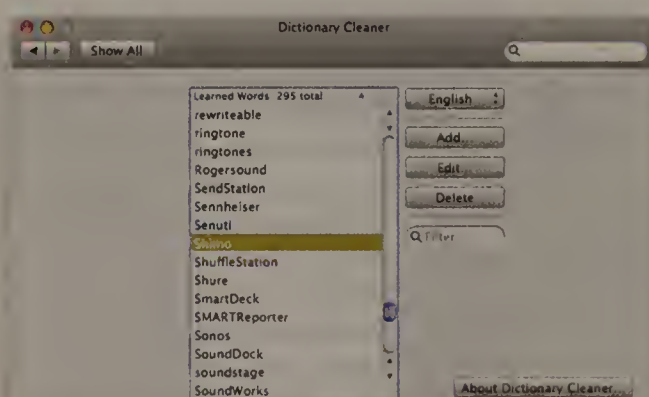 Dictionary Cleaner
Show All
Learned Words 295 total
English
rewriteable
ringtone
Add...
ringtones
Rogersound
Edit
SendStation
Delete
Sennheiser
Senuti
Filter
Shimo
ShuffleStation
Shure
SmartDeck
SMARTReporter
Sonos
SoundDock
soundstage
SoundWorks
About Dictionary Cleaner...